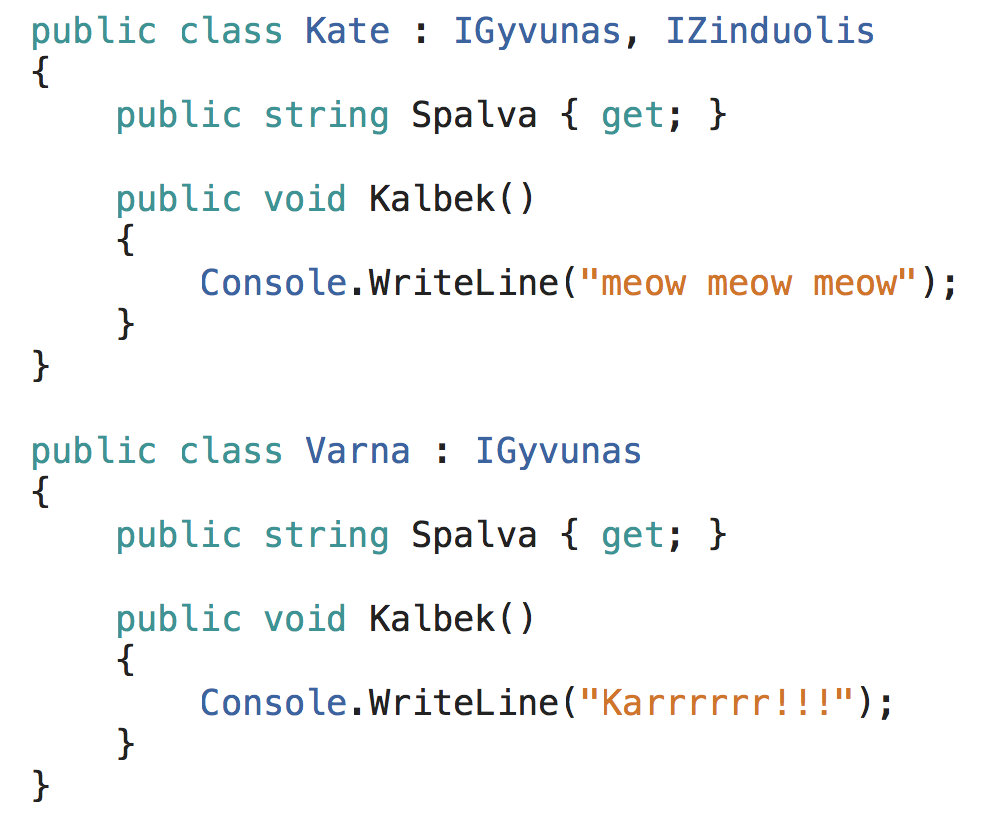 public class Kate : IGyvunas, IZinduolis
{
    public string Spalva { get; }

    public void Kalbek()
    {
        Console.WriteLine("meow meow meow");
    }
}

public class Varna : IGyvunas
{
    public string Spalva { get; }

    public void Kalbek()
    {
        Console.WriteLine("Karrrrrr!!!");
    }
}